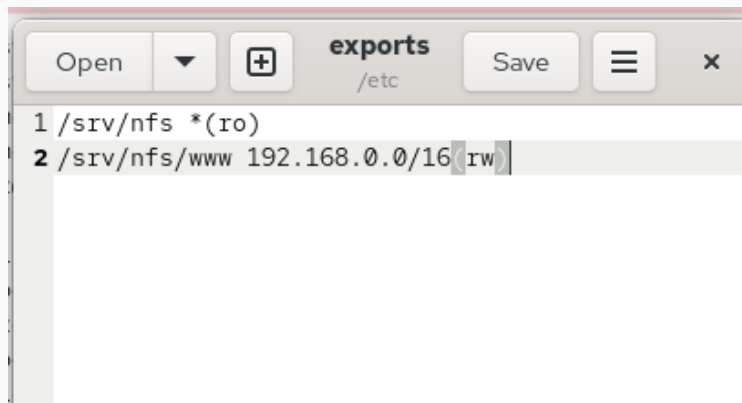 Open
exports
/etc
Save
1 /srv/nfs *(ro)
2 /srv/nfs/www 192.168.0.0/16(rw)